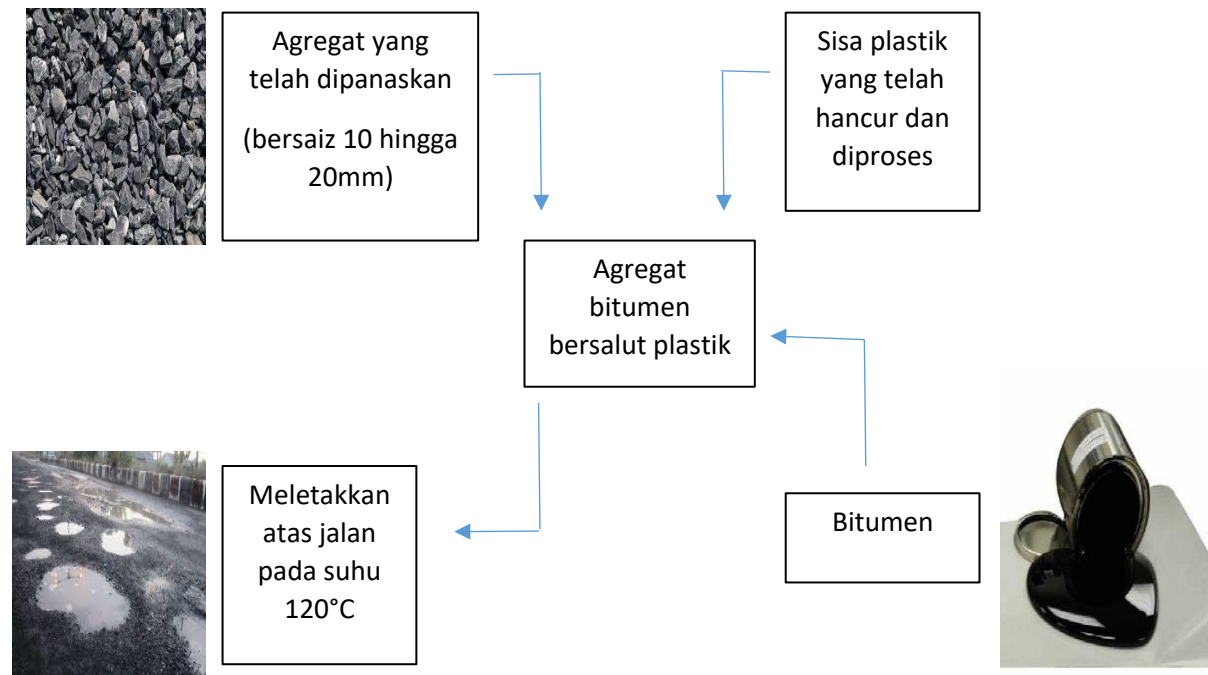 Agregat yang
telah dipanaskan
(bersaiz 10 hingga
20mm)
Sisa plastik
yang telah
hancur dan
diproses
Agregat
bitumen
bersalut plastik
Meletakkan
atas jalan
pada suhu
120°C
Bitumen